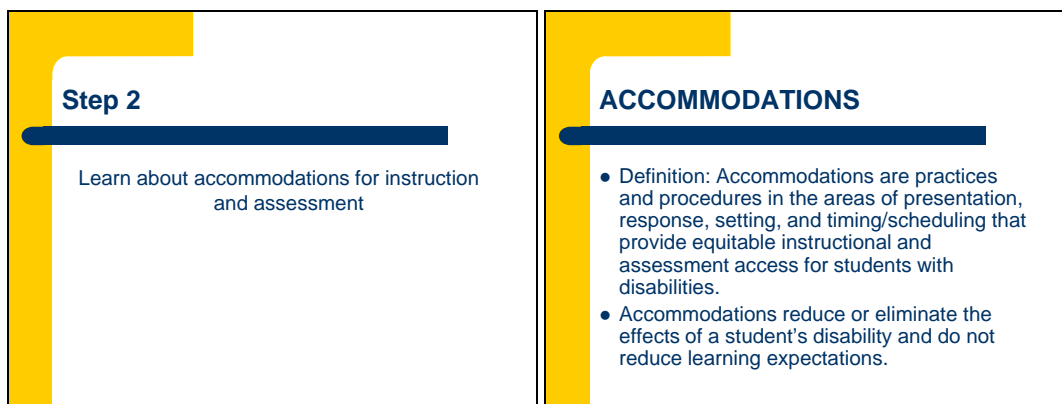 Step 2
Learn about accommodations for instruction
and assessment
ACCOMMODATIONS
● Definition: Accommodations are practices
and procedures in the areas of presentation,
response, setting, and timing/scheduling that
provide equitable instructional and
assessment access for students with
disabilities.
● Accommodations reduce or eliminate the
effects of a student’s disability and do not
reduce learning expectations.